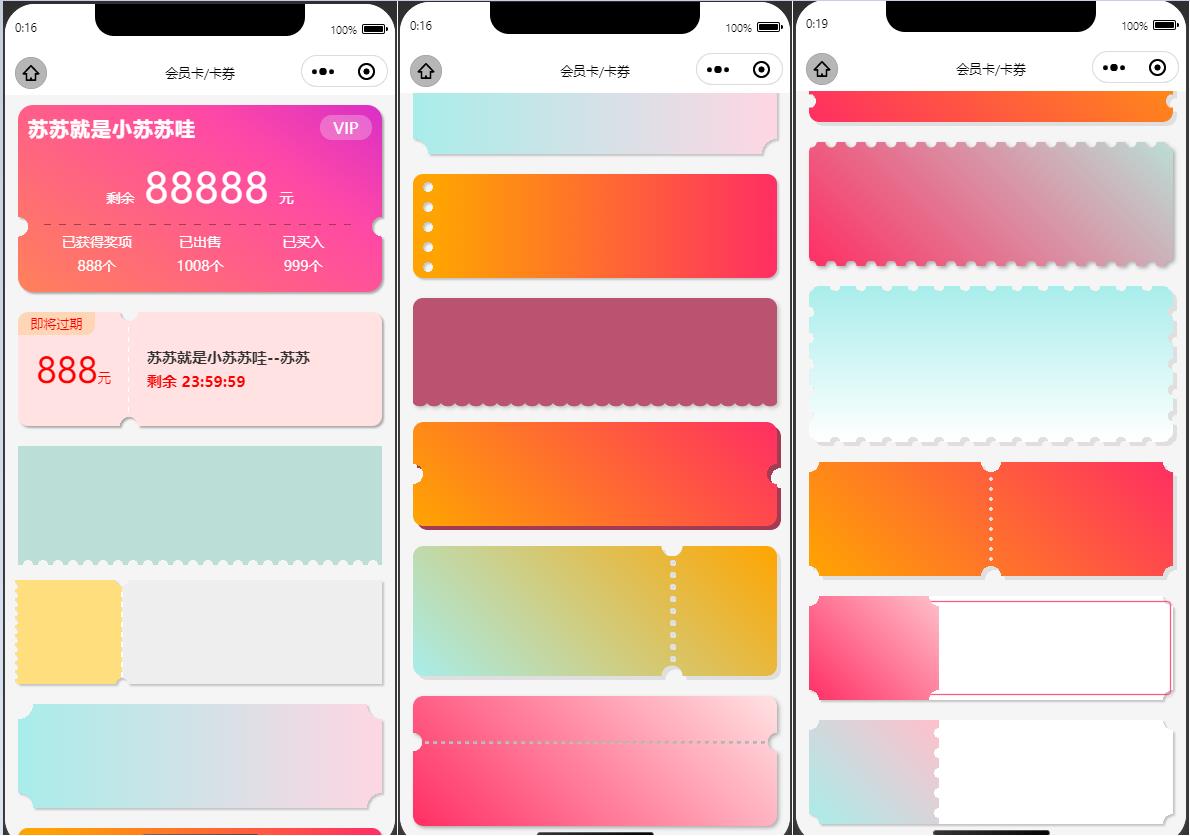 0:16
100%
会员卡/卡券
苏苏就是小苏苏哇
VIP
剩余 88888 元
已获得奖项 已出售 已买入
888个 1008个 999个
即将过期
888元
苏苏就是小苏苏哇--苏苏
剩余 23:59:59
0:16
100%
会员卡/卡券
0:19
100%
会员卡/卡券